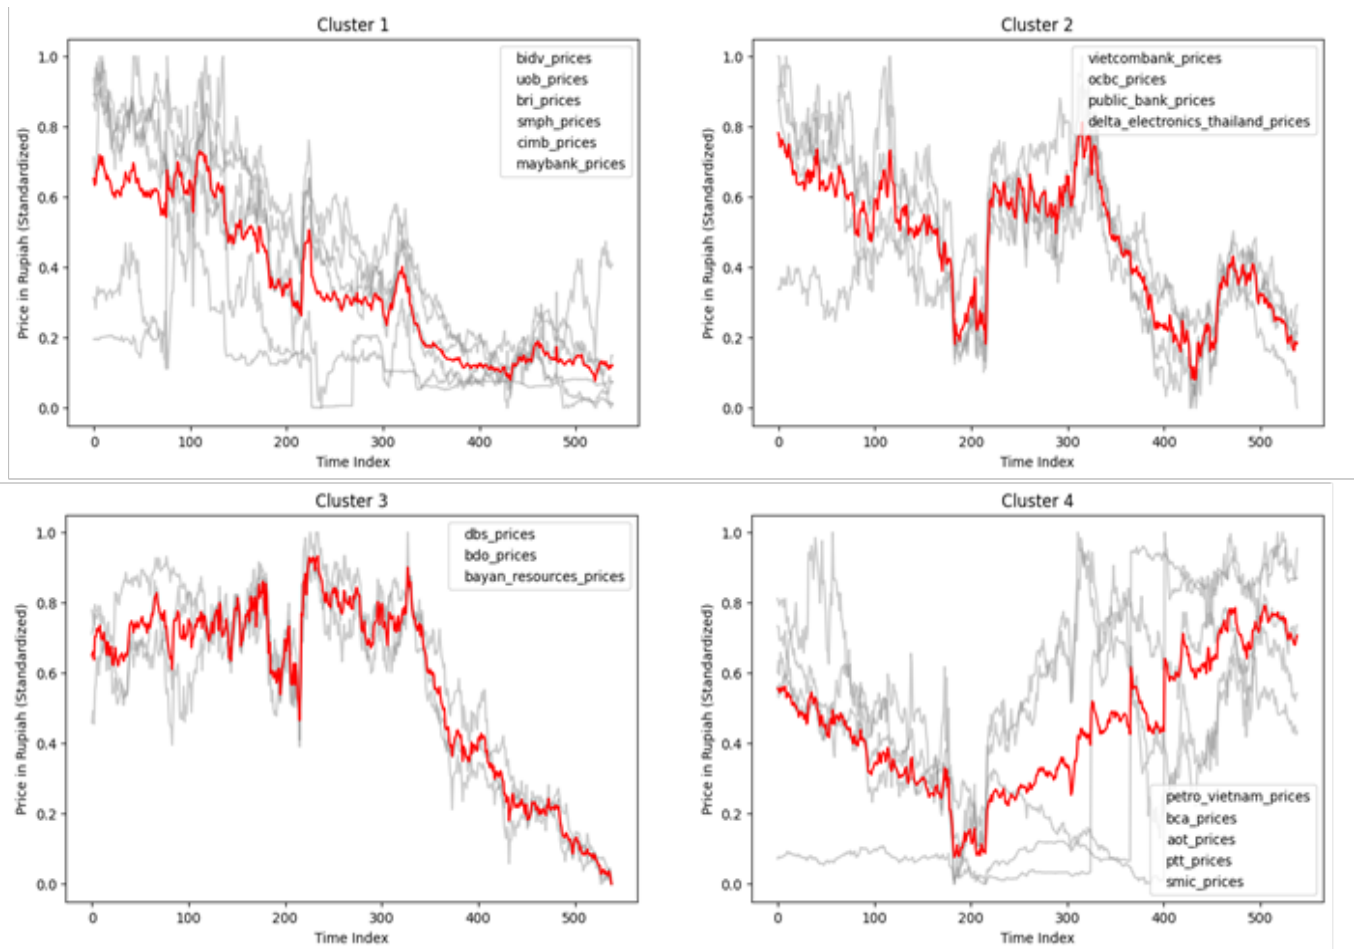 Cluster 1
Price in Rupiah (Standardized)
1.0
0.8
0.6
0.4
0.2
0.0
bidv_prices
uob_prices
bri_prices
smph_prices
cimb_prices
maybank_prices
0 100 200 300 400 500
Time Index
Cluster 2
Price in Rupiah (Standardized)
1.0
0.8
0.6
0.4
0.2
0.0
vietcombank_prices
ocbc_prices
public_bank_prices
delta_electronics_thailand_prices
0 100 200 300 400 500
Time Index
Cluster 3
Price in Rupiah (Standardized)
1.0
0.8
0.6
0.4
0.2
0.0
dbs_prices
bdo_prices
bayan_resources_prices
0 100 200 300 400 500
Time Index
Cluster 4
Price in Rupiah (Standardized)
1.0
0.8
0.6
0.4
0.2
0.0
petro_vietnam_prices
bca_prices
aot_prices
ptt_prices
smic_prices
0 100 200 300 400 500
Time Index